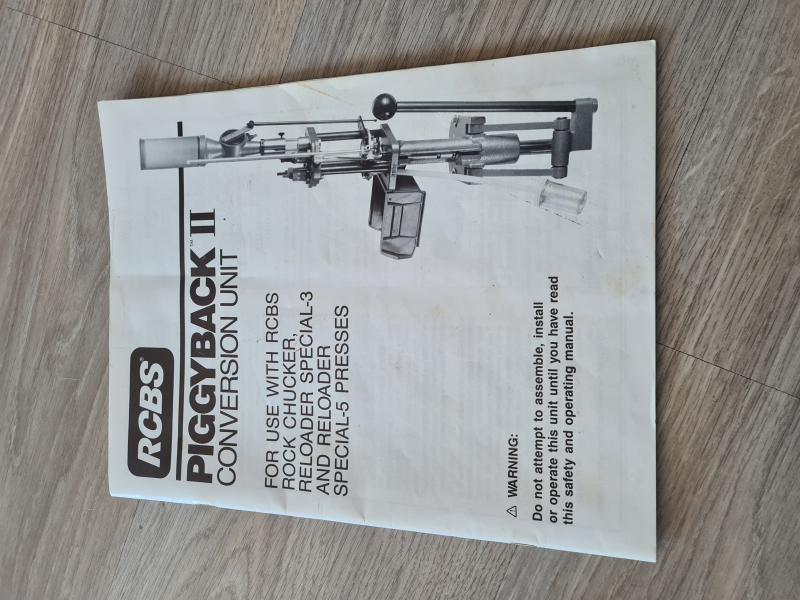 RCBS®
PIGGYBACK™ II
CONVERSION UNIT
FOR USE WITH RCBS
ROCK CHUCKER,
RELOADER SPECIAL-3
AND RELOADER
SPECIAL-5 PRESSES
⚠ WARNING:
Do not attempt to assemble, install
or operate this unit until you have read
this safety and operating manual.